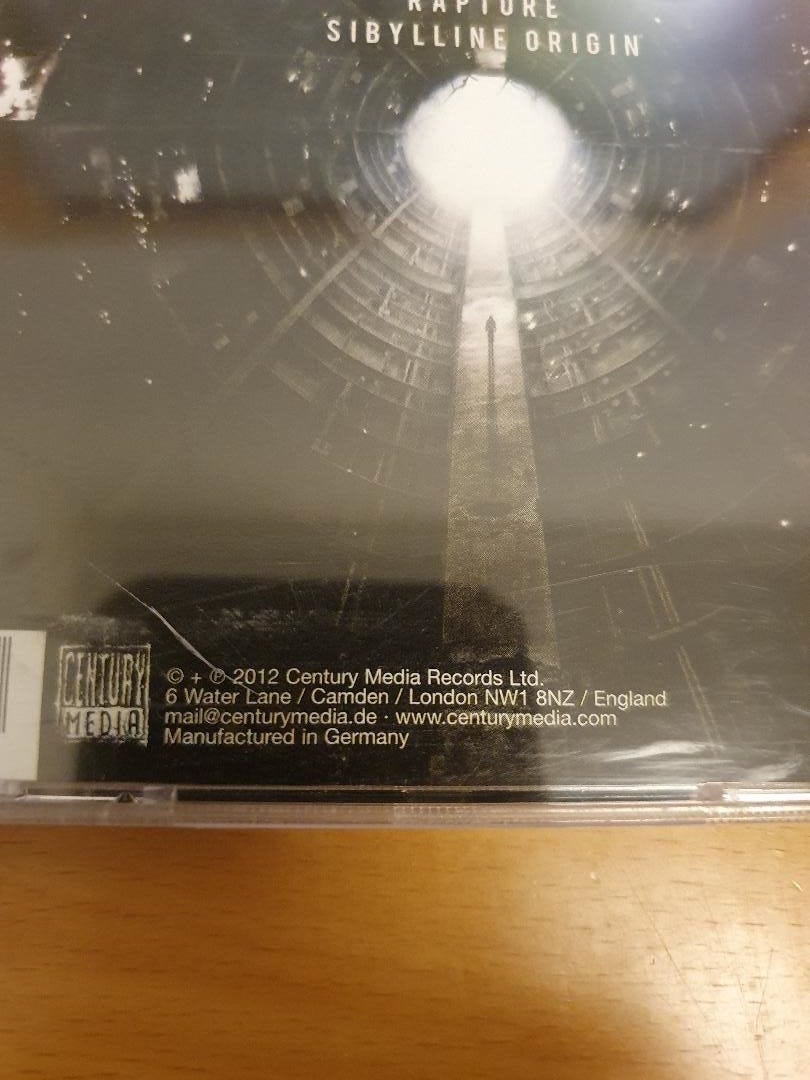 RAPTURE
SIBYLLINE ORIGIN
CENTURY
MEDIA
© + ℗ 2012 Century Media Records Ltd.
6 Water Lane / Camden / London NW1 8NZ / England
mail@centurymedia.de · www.centurymedia.com
Manufactured in Germany